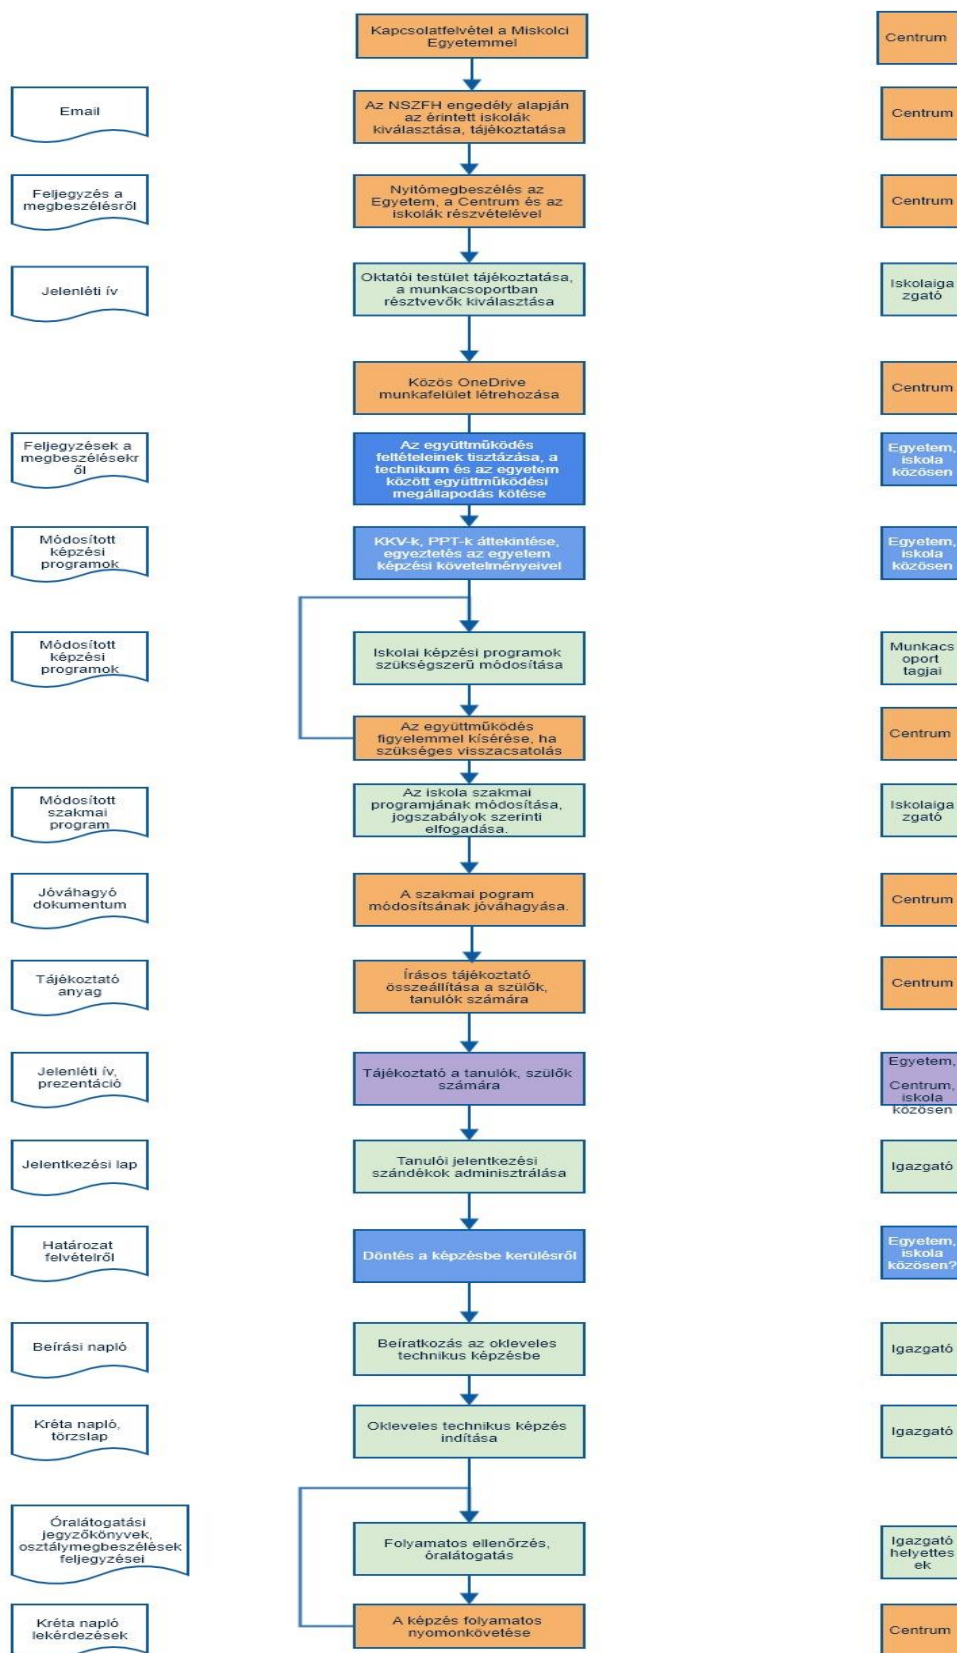 Kapcsolatfelvétel a Miskolci
Egyetemmel
Centrum
Email
Az NSZFH engedély alapján
az érintett iskolák
kiválasztása, tájékoztatása
Centrum
Feljegyzés a
megbeszélésről
Nyitómegbeszélés az
Egyetem, a Centrum és az
iskolák részvételével
Centrum
Jelenléti ív
Oktatói testület tájékoztatása,
a munkacsoportban
résztvevők kiválasztása
Iskolaiga
zgató
Közös OneDrive
munkafelület létrehozása
Centrum
Feljegyzések a
megbeszélésekr
ől
Az együttműködés
feltételeinek tisztázása, a
technikum és az egyetem
között együttműködési
megállapodás kötése
Egyetem,
iskola
közösen
Módosított
képzési
programok
KKV-k, PPT-k áttekintése,
egyeztetés az egyetem
képzési követelményeivel
Egyetem,
iskola
közösen
Módosított
képzési
programok
Iskolai képzési programok
szükségszerű módosítása
Munkacs
oport
tagjai
Az együttműködés
figyelemmel kísérése, ha
szükséges visszacsatolás
Centrum
Módosított
szakmai
program
Az iskola szakmai
programjának módosítása,
jogszabályok szerinti
elfogadása.
Iskolaiga
zgató
Jóváhagyó
dokumentum
A szakmai pogram
módosítsának jóváhagyása.
Centrum
Tájékoztató
anyag
Írásos tájékoztató
összeállítása a szülők,
tanulók számára
Centrum
Jelenléti ív,
prezentáció
Tájékoztató a tanulók, szülők
számára
Egyetem,
Centrum,
iskola
közösen
Jelentkezési lap
Tanulói jelentkezési
szándékok adminisztrálása
Igazgató
Határozat
felvételről
Döntés a képzésbe kerülésről
Egyetem,
iskola
közösen?
Beírási napló
Beíratkozás az okleveles
technikus képzésbe
Igazgató
Kréta napló,
törzslap
Okleveles technikus képzés
indítása
Igazgató
Óralátogatási
jegyzőkönyvek,
osztálymegbeszélések
feljegyzései
Folyamatos ellenőrzés,
óralátogatás
Igazgató
helyettes
ek
Kréta napló
lekérdezések
A képzés folyamatos
nyomonkövetése
Centrum